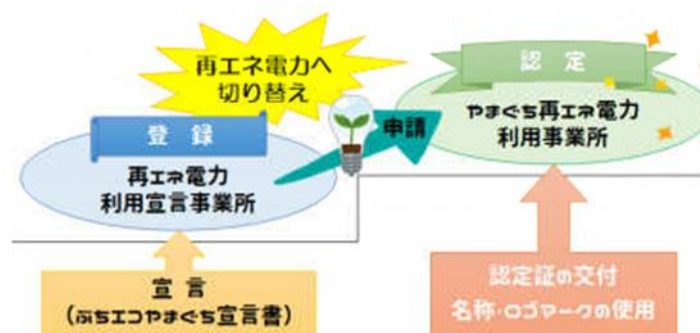 再エネ電力へ
切り替え
認定
やまぐち再エネ電力
利用事業所
申請
登録
再エネ電力
利用宣言事業所
宣言
(ぶちエコやまぐち宣言書)
認定証の交付
名称・ロゴマークの使用